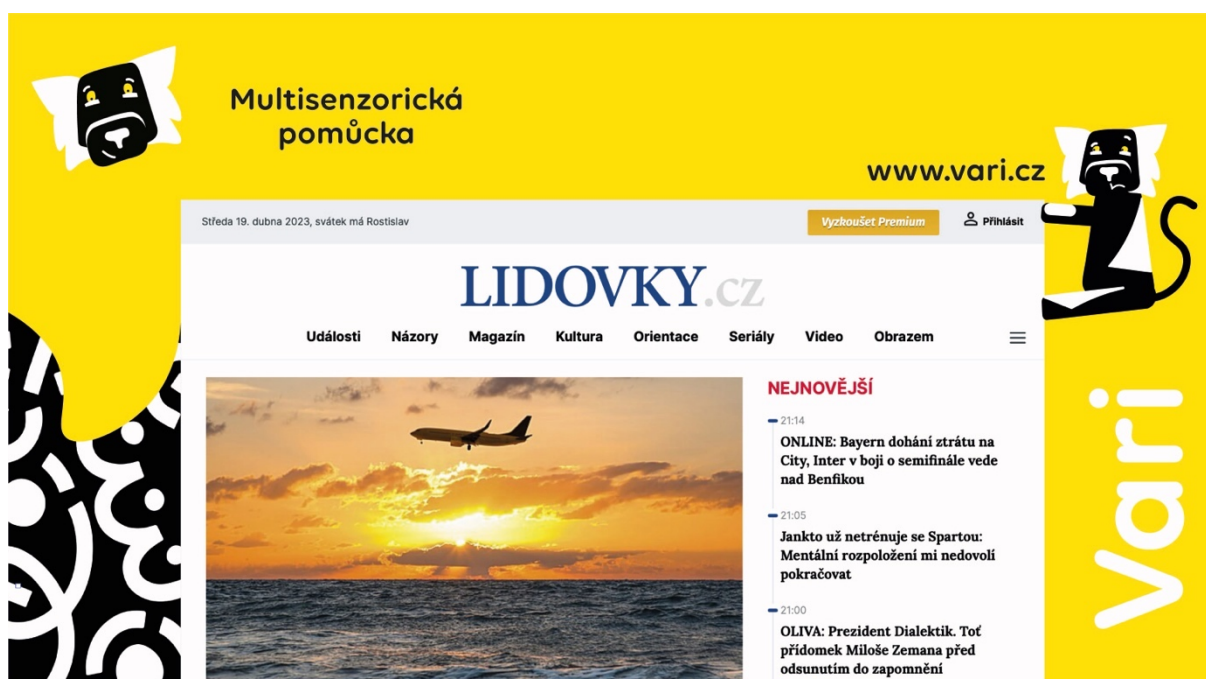 Multisenzorická
pomůcka
www.vari.cz
Středa 19. dubna 2023, svátek má Rostislav
Vyzkoušet Premium
Přihlásit
LIDOVKY.cz
Události Názory Magazín Kultura Orientace Seriály Video Obrazem
NEJNOVĚJŠÍ
21:14
ONLINE: Bayern dohání ztrátu na
City, Inter v boji o semifinále vede
nad Benfikou
21:05
Jankto už netrénuje se Spartou:
Mentální rozpoložení mi nedovolí
pokračovat
21:00
OLIVA: Prezident Dialektik. Toť
přídomek Miloše Zemana před
odsunutím do zapomnění
Vari